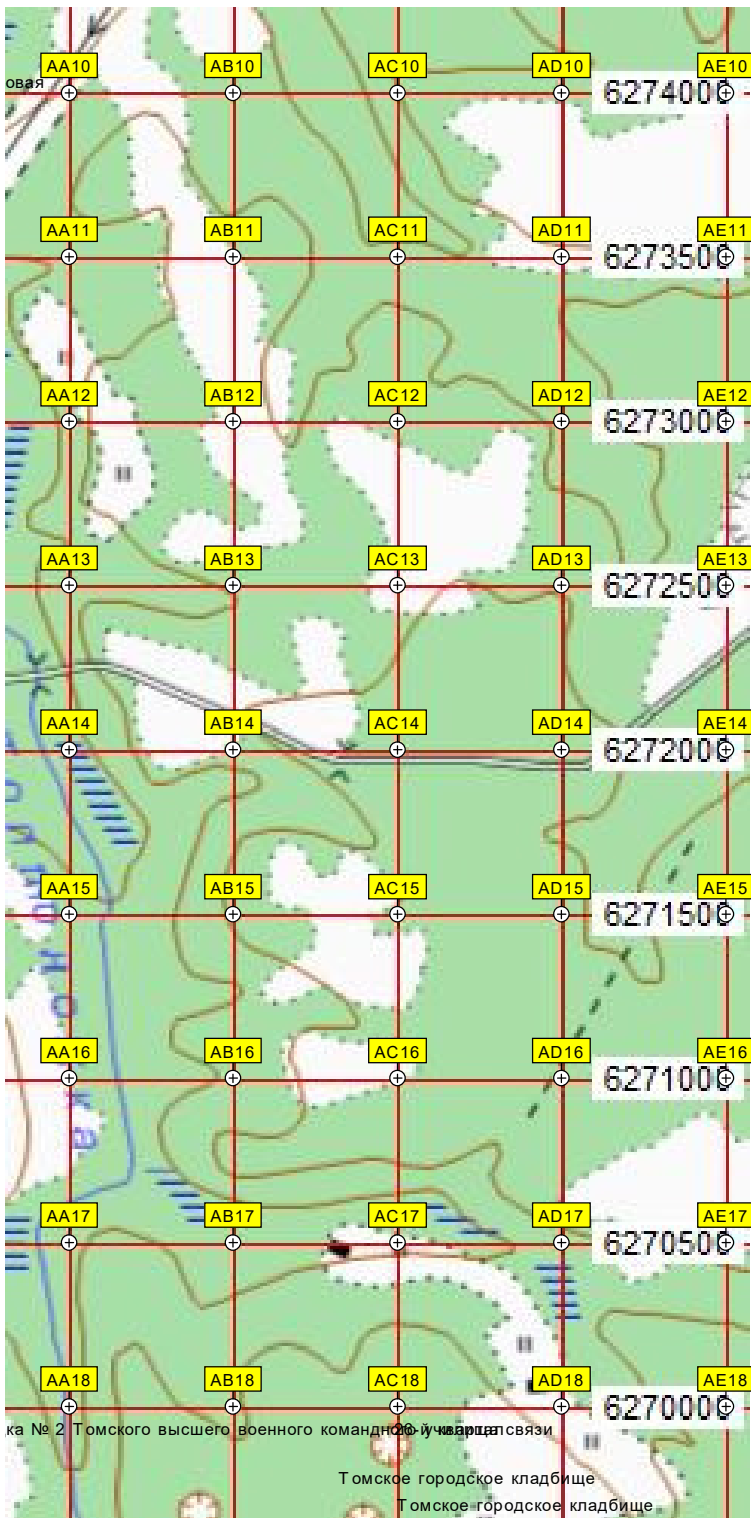 AA10 AB10 AC10 AD10 AE10
овая
6274000
AA11 AB11 AC11 AD11 AE11
6273500
AA12 AB12 AC12 AD12 AE12
6273000
AA13 AB13 AC13 AD13 AE13
6272500
AA14 AB14 AC14 AD14 AE14
6272000
AA15 AB15 AC15 AD15 AE15
6271500
AA16 AB16 AC16 AD16 AE16
6271000
AA17 AB17 AC17 AD17 AE17
6270500
AA18 AB18 AC18 AD18 AE18
6270000
ка № 2 Томского высшего военного командного училища связи
26-й квартал
Томское городское кладбище
Томское городское кладбище